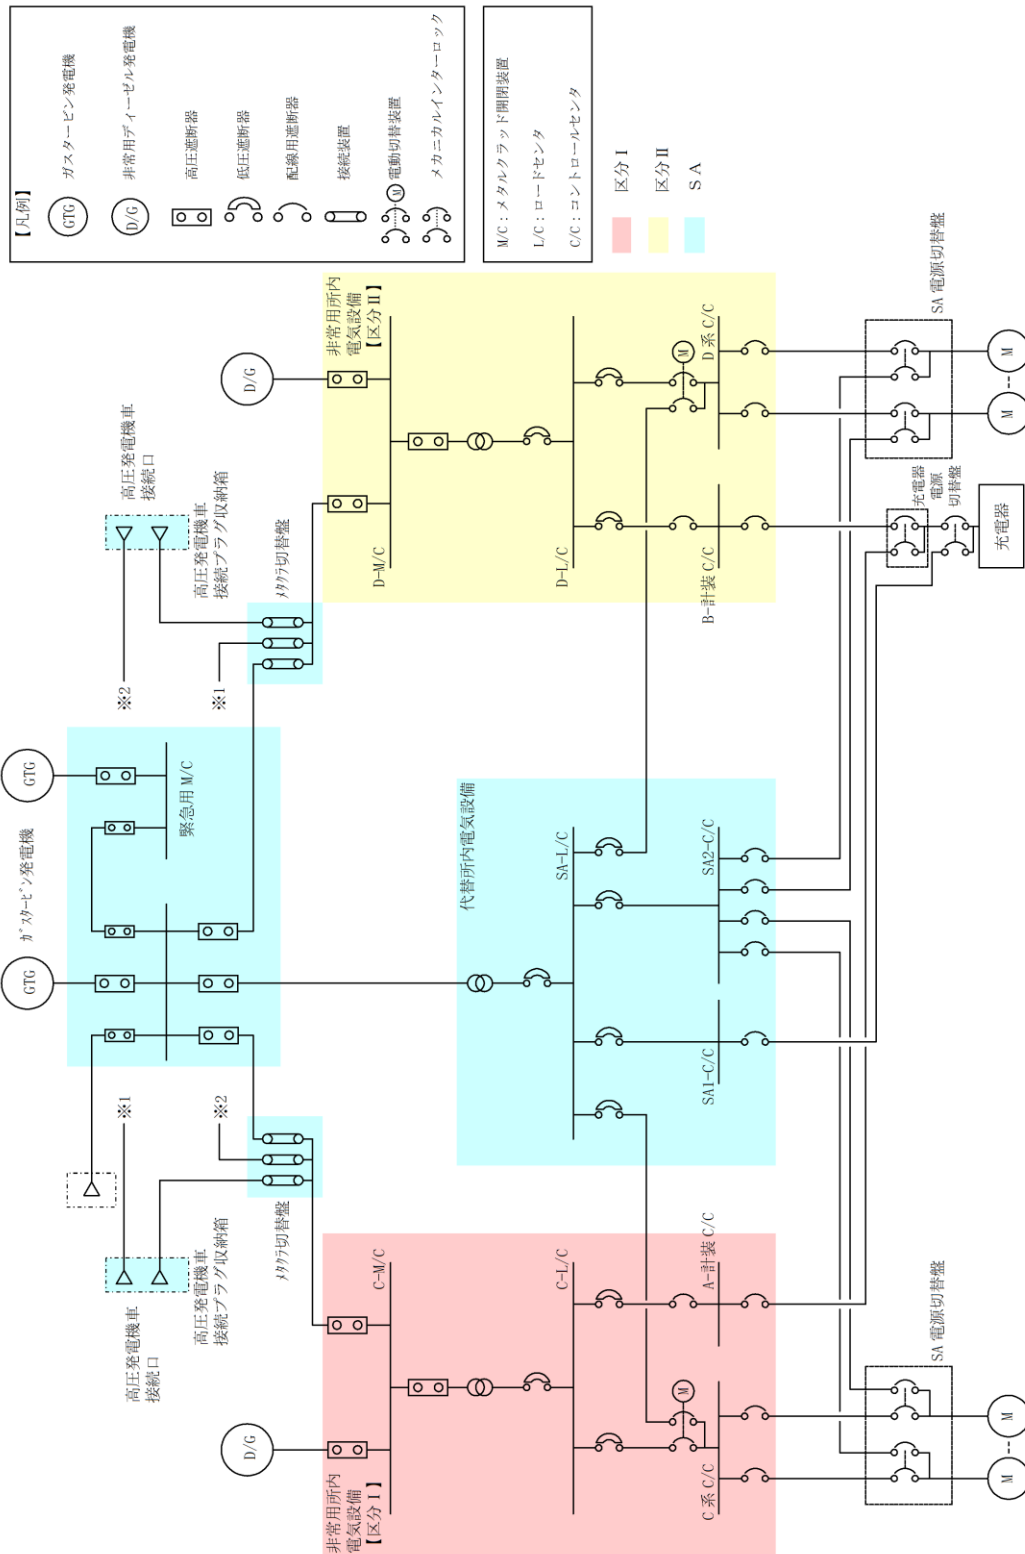 【凡例】
GTG
ガスタービン発電機
D/G
非常用ディーゼル発電機
高圧遮断器
低圧遮断器
配線用遮断器
接続装置
M
電動切替装置
メカニカルインターロック
M/C：メタルクラッド開閉装置
L/C：ロードセンタ
C/C：コントロールセンタ
区分Ⅰ
区分Ⅱ
ＳＡ
GTG
ガスタービン発電機
GTG
緊急用 M/C
※1
※2
高圧発電機車
接続口
高圧発電機車
接続プラグ収納箱
メタクラ切替盤
※2
※1
高圧発電機車
接続口
高圧発電機車
接続プラグ収納箱
メタクラ切替盤
D/G
非常用所内
電気設備
【区分Ⅰ】
C-M/C
C-L/C
M
C 系 C/C
A-計装 C/C
代替所内電気設備
SA-L/C
SA1-C/C
SA2-C/C
D/G
非常用所内
電気設備
【区分Ⅱ】
D-M/C
D-L/C
M
B-計装 C/C
D 系 C/C
SA 電源切替盤
M
M
充電器
電源
切替盤
充電器
SA 電源切替盤
M
M